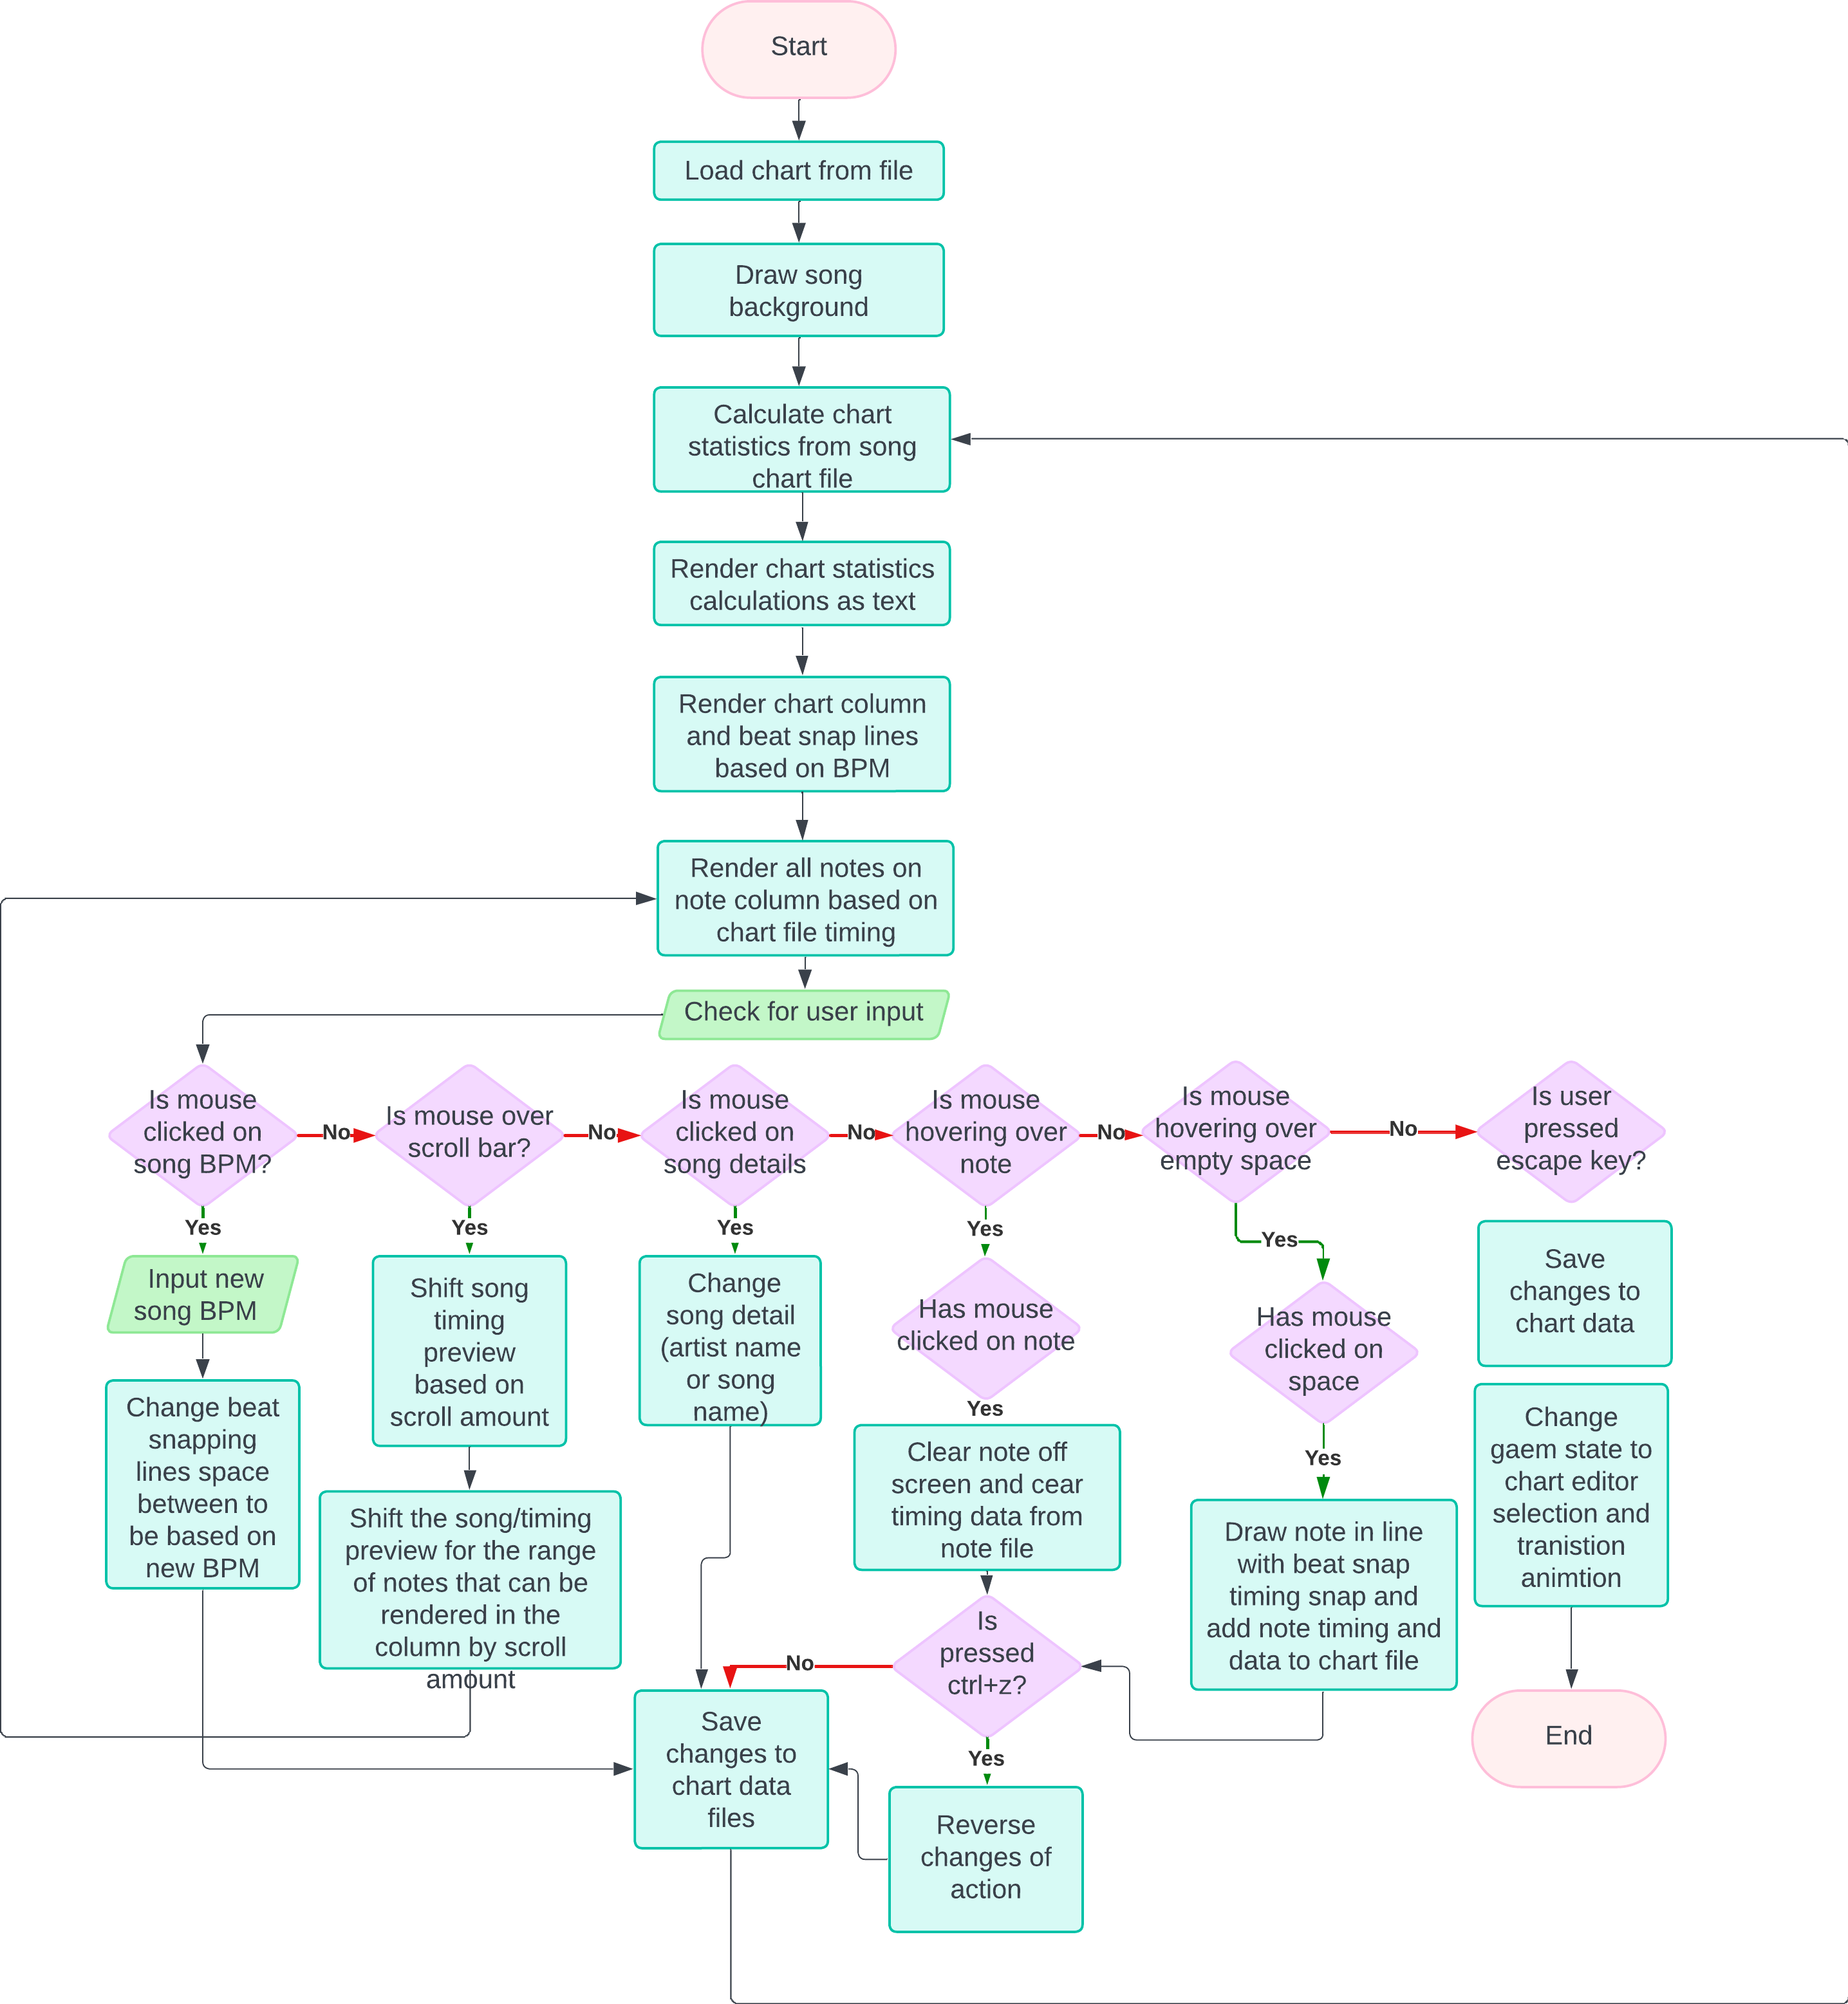 Start
Load chart from file
Draw song
background
Calculate chart
statistics from song
chart file
Render chart statistics
calculations as text
Render chart column
and beat snap lines
based on BPM
Render all notes on
note column based on
chart file timing
Check for user input
Is mouse
clicked on
song BPM?
No
Is mouse over
scroll bar?
No
Is mouse
clicked on
song details
No
Is mouse
hovering over
note
No
Is mouse
hovering over
empty space
No
Is user
pressed
escape key?
Yes
Yes
Yes
Yes
Yes
Input new
song BPM
Change beat
snapping
lines space
between to
be based on
new BPM
Shift song
timing
preview
based on
scroll amount
Shift the song/timing
preview for the range
of notes that can be
rendered in the
column by scroll
amount
Change
song detail
(artist name
or song
name)
Has mouse
clicked on note
Yes
Clear note off
screen and cear
timing data from
note file
Is
pressed
ctrl+z?
No
Yes
Save
changes to
chart data
files
Reverse
changes of
action
Has mouse
clicked on
space
Yes
Draw note in line
with beat snap
timing snap and
add note timing and
data to chart file
Save
changes to
chart data
Change
gaem state to
chart editor
selection and
tranistion
animtion
End